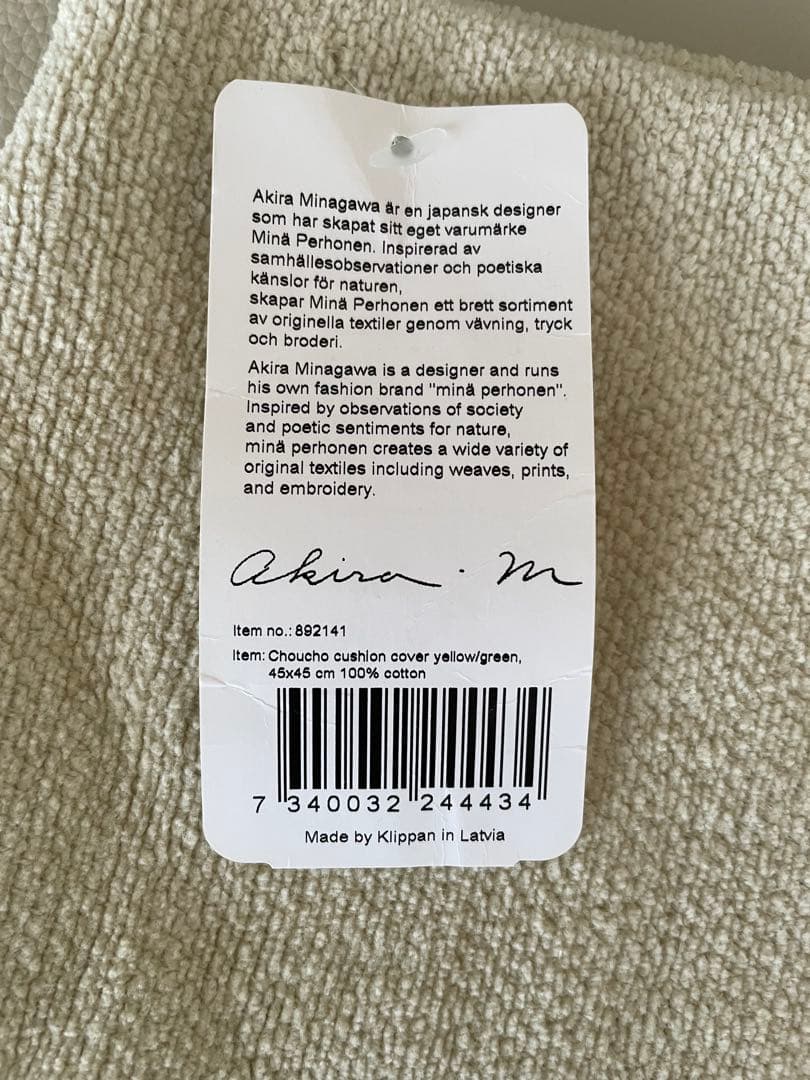 Akira Minagawa är en japansk designer
som har skapat sitt eget varumärke
Minä Perhonen. Inspirerad av
samhällesobservationer och poetiska
känslor för naturen,
skapar Minä Perhonen ett brett sortiment
av originella textiler genom vävning, tryck
och broderi.
Akira Minagawa is a designer and runs
his own fashion brand "minä perhonen".
Inspired by observations of society
and poetic sentiments for nature,
minä perhonen creates a wide variety of
original textiles including weaves, prints,
and embroidery.
Akira . m
Item no.: 892141
Item: Choucho cushion cover yellow/green,
45x45 cm 100% cotton
7 340032 244434
Made by Klippan in Latvia